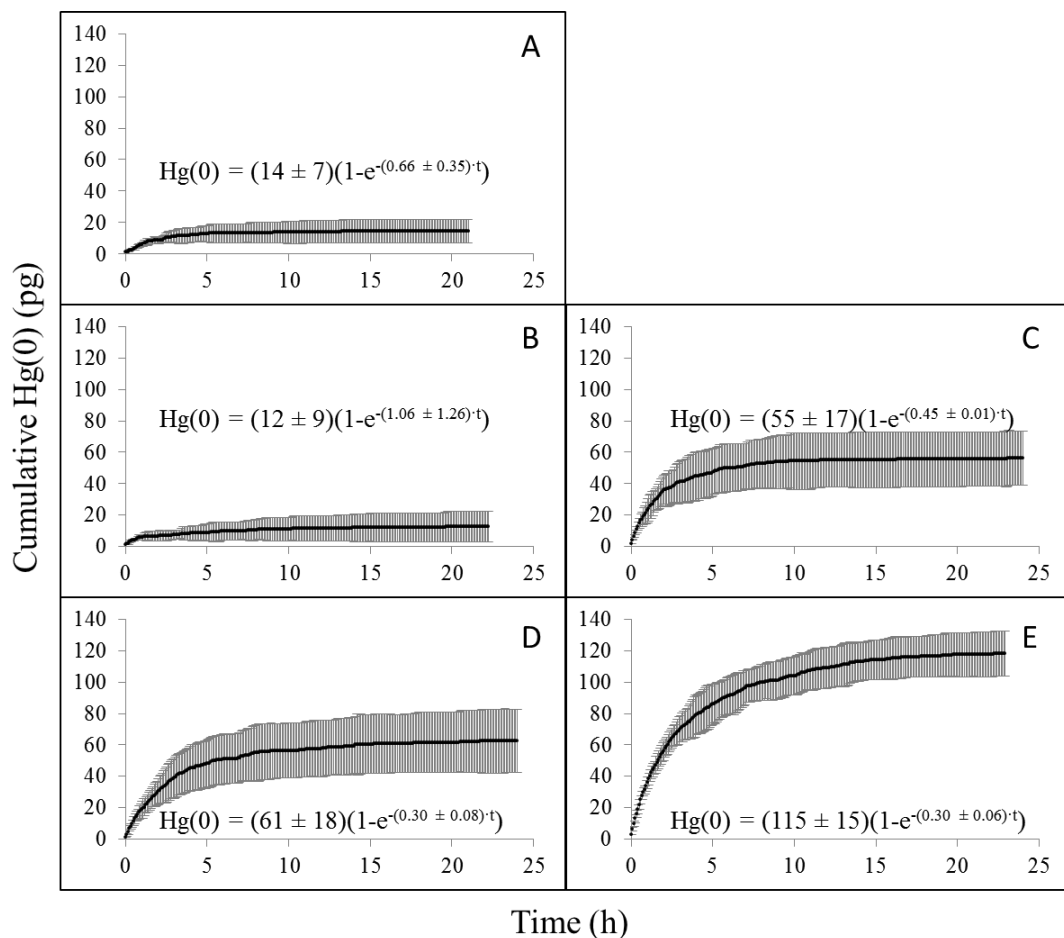 A
140
120
100
80
60
40
20
0
Hg(0) = (14 ± 7)(1-e-(0.66 ± 0.35)·t)
0 5 10 15 20 25
B
140
120
100
80
60
40
20
0
Hg(0) = (12 ± 9)(1-e-(1.06 ± 1.26)·t)
0 5 10 15 20 25
C
140
120
100
80
60
40
20
0
Hg(0) = (55 ± 17)(1-e-(0.45 ± 0.01)·t)
0 5 10 15 20 25
D
140
120
100
80
60
40
20
0
Hg(0) = (61 ± 18)(1-e-(0.30 ± 0.08)·t)
0 5 10 15 20 25
E
140
120
100
80
60
40
20
0
Hg(0) = (115 ± 15)(1-e-(0.30 ± 0.06)·t)
0 5 10 15 20 25
Cumulative Hg(0) (pg)
Time (h)